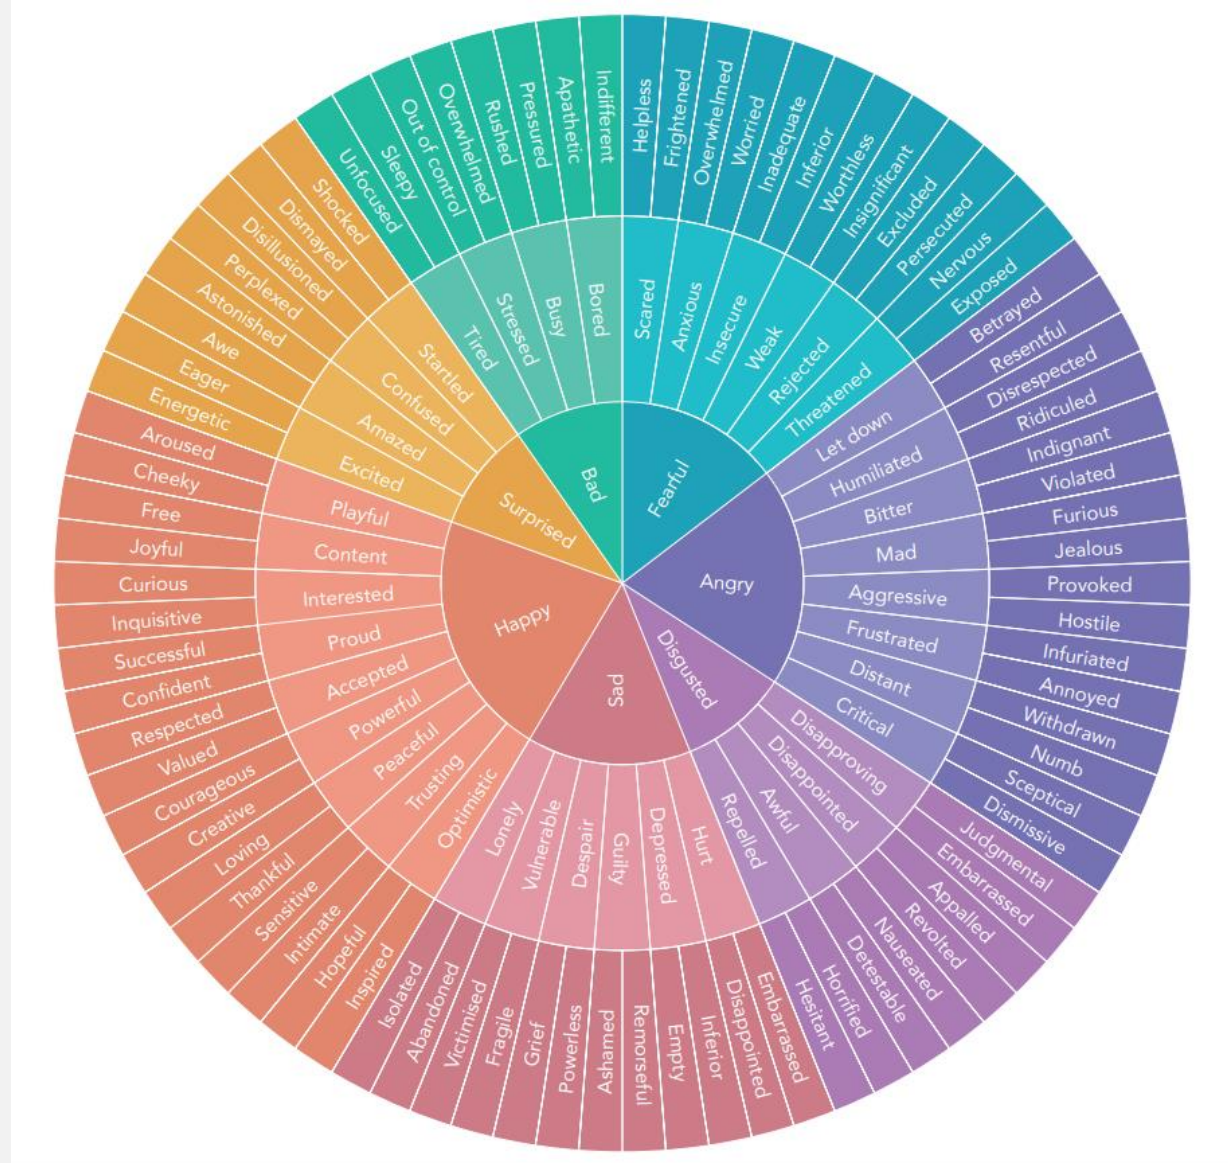 Bad
Fearful
Angry
Disgusted
Sad
Happy
Surprised
Tired
Stressed
Busy
Bored
Scared
Anxious
Insecure
Weak
Rejected
Threatened
Let down
Humiliated
Bitter
Mad
Aggressive
Frustrated
Distant
Critical
Disapproving
Disappointed
Awful
Repelled
Hurt
Depressed
Guilty
Despair
Vulnerable
Lonely
Optimistic
Trusting
Peaceful
Powerful
Accepted
Proud
Interested
Content
Playful
Excited
Amazed
Confused
Startled
Unfocused
Sleepy
Out of control
Overwhelmed
Rushed
Pressured
Apathetic
Indifferent
Helpless
Frightened
Overwhelmed
Worried
Inadequate
Inferior
Worthless
Insignificant
Excluded
Persecuted
Nervous
Exposed
Betrayed
Resentful
Disrespected
Ridiculed
Indignant
Violated
Furious
Jealous
Provoked
Hostile
Infuriated
Annoyed
Withdrawn
Numb
Sceptical
Dismissive
Judgmental
Embarrassed
Appalled
Revolted
Nauseated
Detestable
Horrified
Hesitant
Embarrassed
Disappointed
Inferior
Empty
Remorseful
Ashamed
Powerless
Grief
Fragile
Victimised
Abandoned
Isolated
Inspired
Hopeful
Intimate
Sensitive
Thankful
Loving
Creative
Courageous
Valued
Respected
Confident
Successful
Inquisitive
Curious
Joyful
Free
Cheeky
Aroused
Energetic
Eager
Awe
Astonished
Perplexed
Disillusioned
Dismayed
Shocked